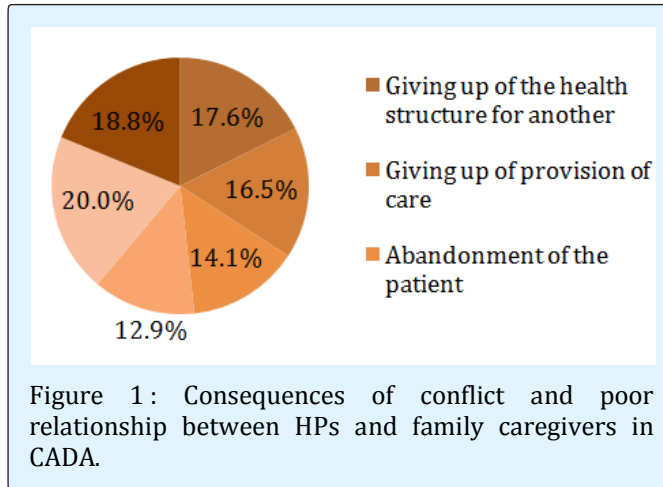 17.6%
16.5%
14.1%
12.9%
20.0%
18.8%
Giving up of the health
structure for another
Giving up of provision of
care
Abandonment of the
patient
Figure 1: Consequences of conflict and poor
relationship between HPs and family caregivers in
CADA.